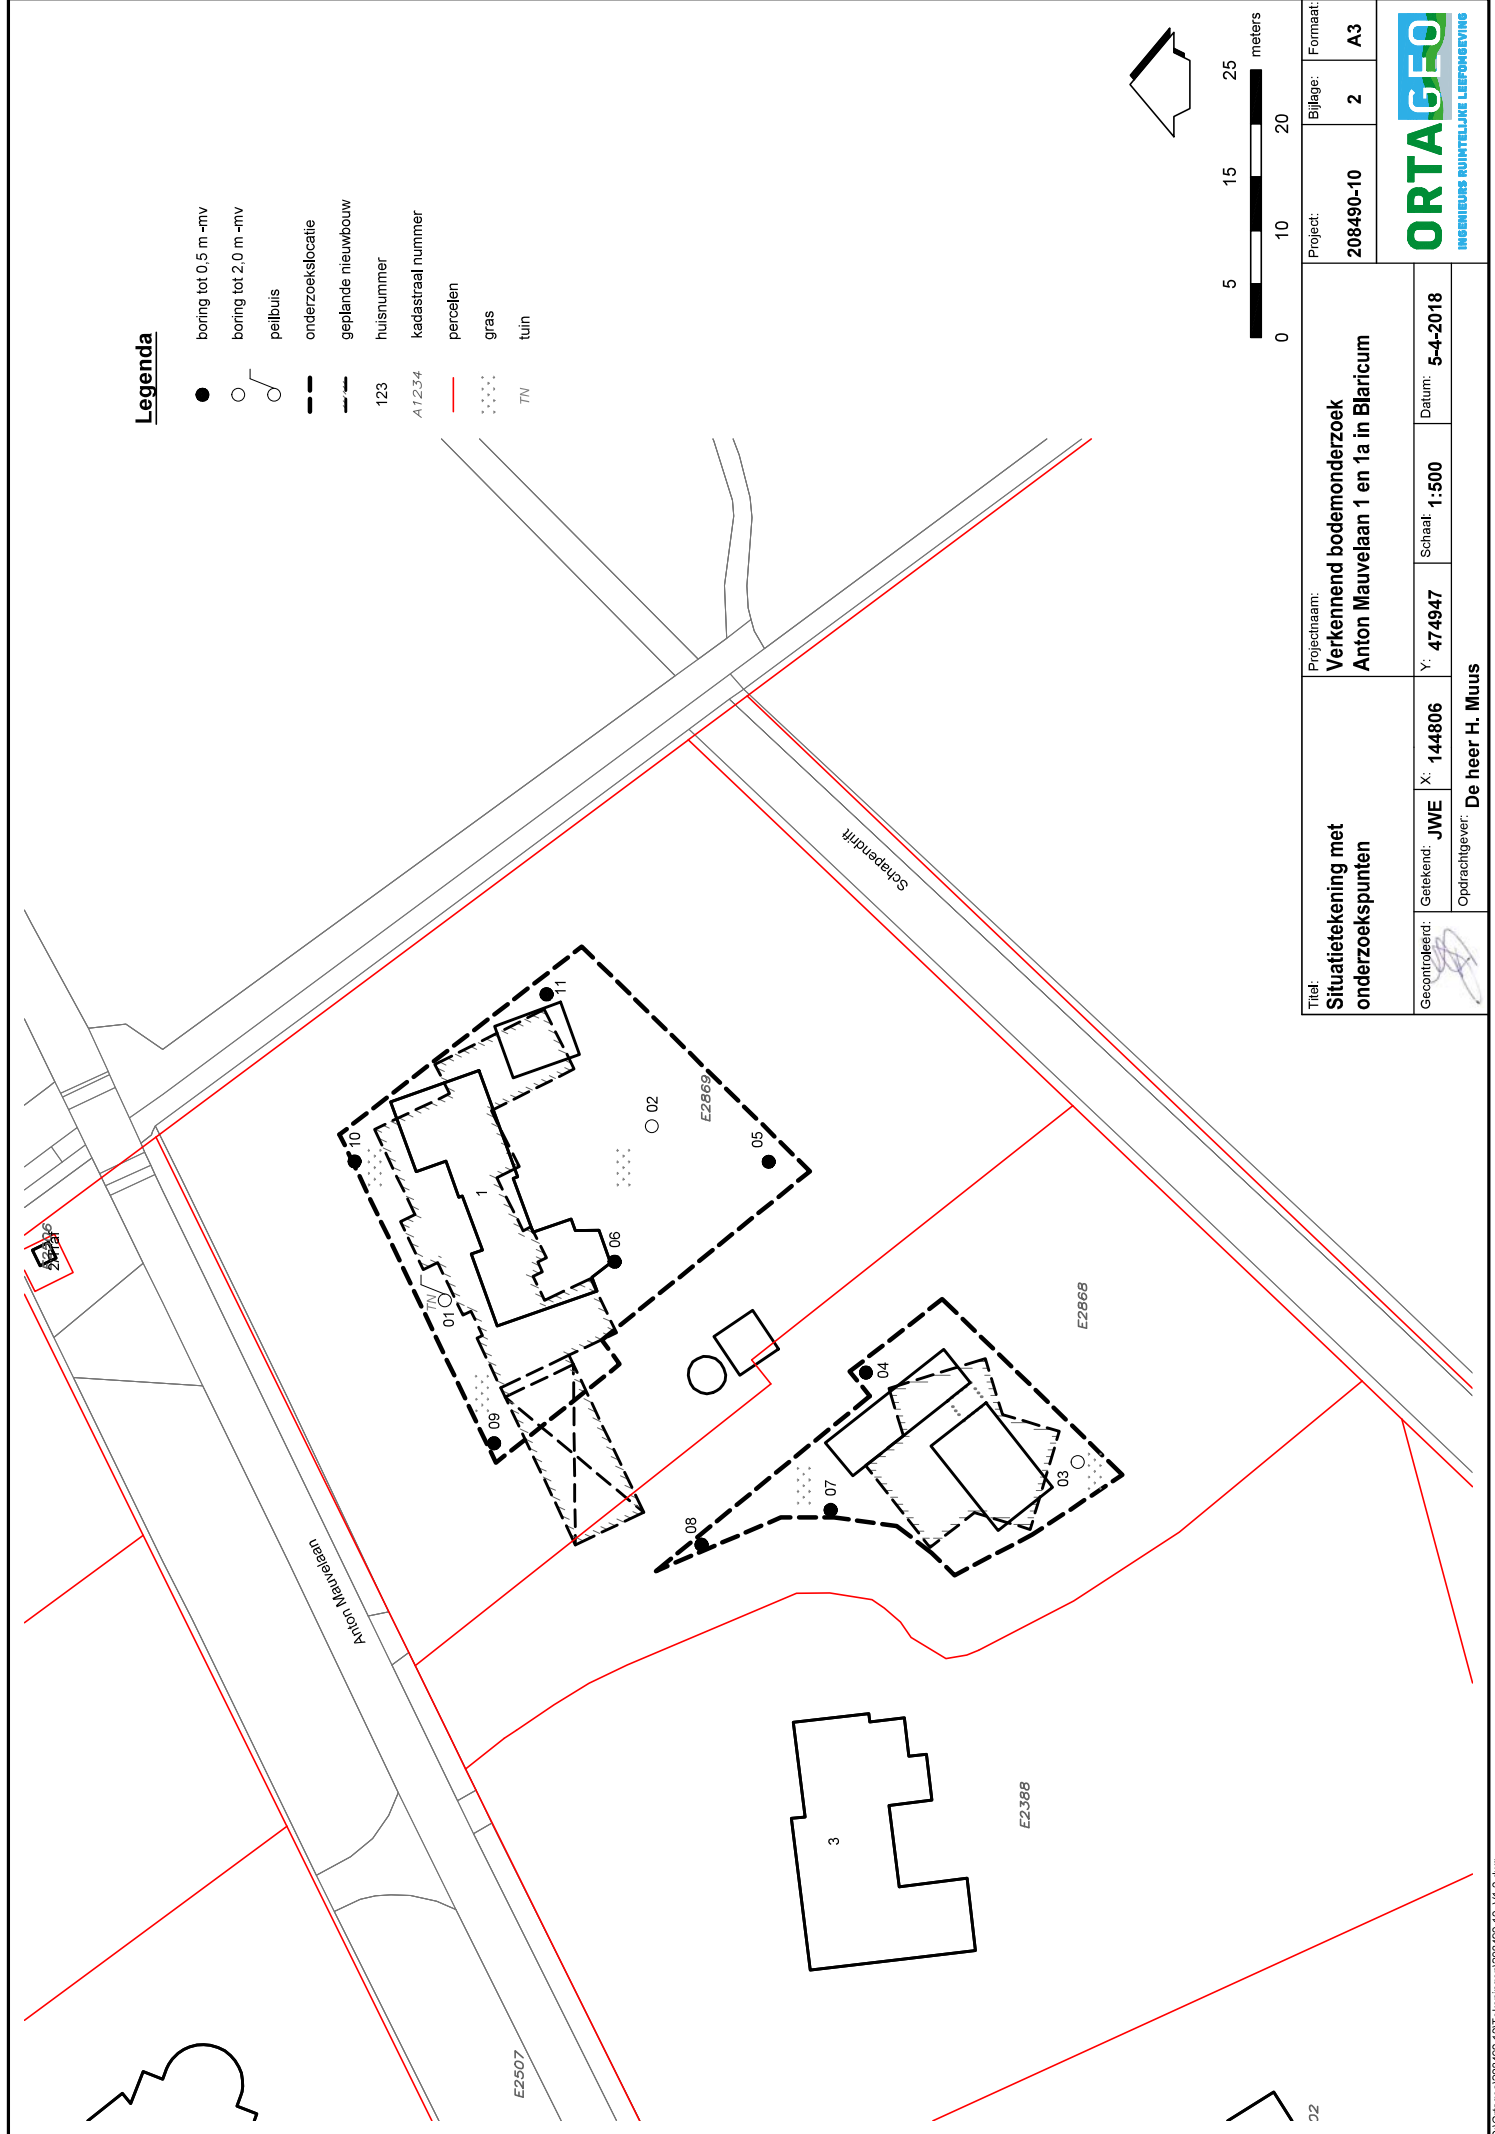 Legenda
boring tot 0,5 m -mv
boring tot 2,0 m -mv
peilbuis
onderzoekslocatie
geplande nieuwbouw
123 huisnummer
A1234 kadastraal nummer
percelen
gras
TN tuin
Anton Mauvelaan
Schapendrift
E2507
E2388
E2868
E2869
TN
01
02
03
04
05
06
07
08
09
10
11
1
3
02
0 5 10 15 20 25 meters
Titel:
Situatietekening met
onderzoekspunten
Projectnaam:
Verkennend bodemonderzoek
Anton Mauvelaan 1 en 1a in Blaricum
Project:
208490-10
Bijlage:
2
Formaat:
A3
Gecontroleerd:
Getekend: JWE
X: 144806
Y: 474947
Schaal: 1:500
Datum: 5-4-2018
Opdrachtgever: De heer H. Muus
ORTAGEO
INGENIEURS RUIMTELIJKE LEEFOMGEVING